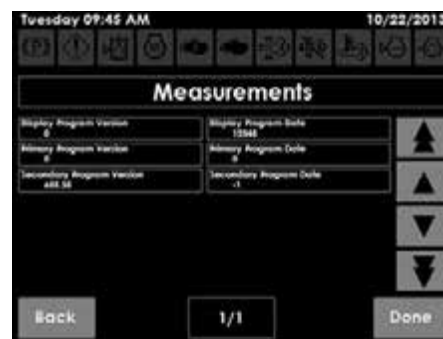 Tuesday 09:45 AM 10/22/2013
Measurements
Display Program Version Display Program Date
0 15548
Primary Program Version Primary Program Date
0 0
Secondary Program Version Secondary Program Date
-1
Back 1/1 Done